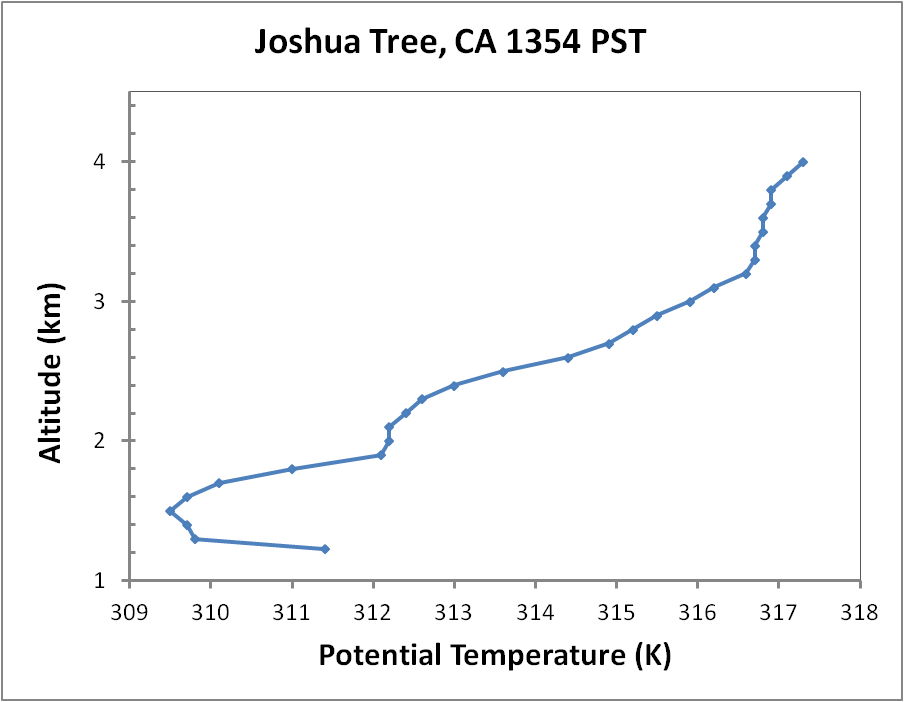 Joshua Tree, CA 1354 PST
4
3
2
1
309 310 311 312 313 314 315 316 317 318
Altitude (km)
Potential Temperature (K)